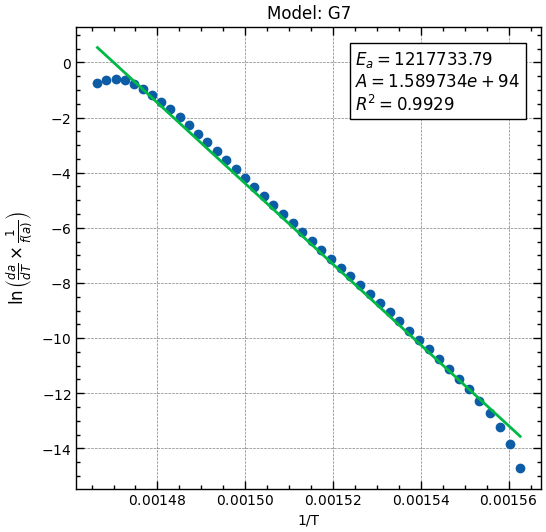 Model: G7
E_a = 1217733.79
A = 1.589734e + 94
R² = 0.9929
ln(da/dT × 1/f(a))
0
−2
−4
−6
−8
−10
−12
−14
0.00148 0.00150 0.00152 0.00154 0.00156
1/T